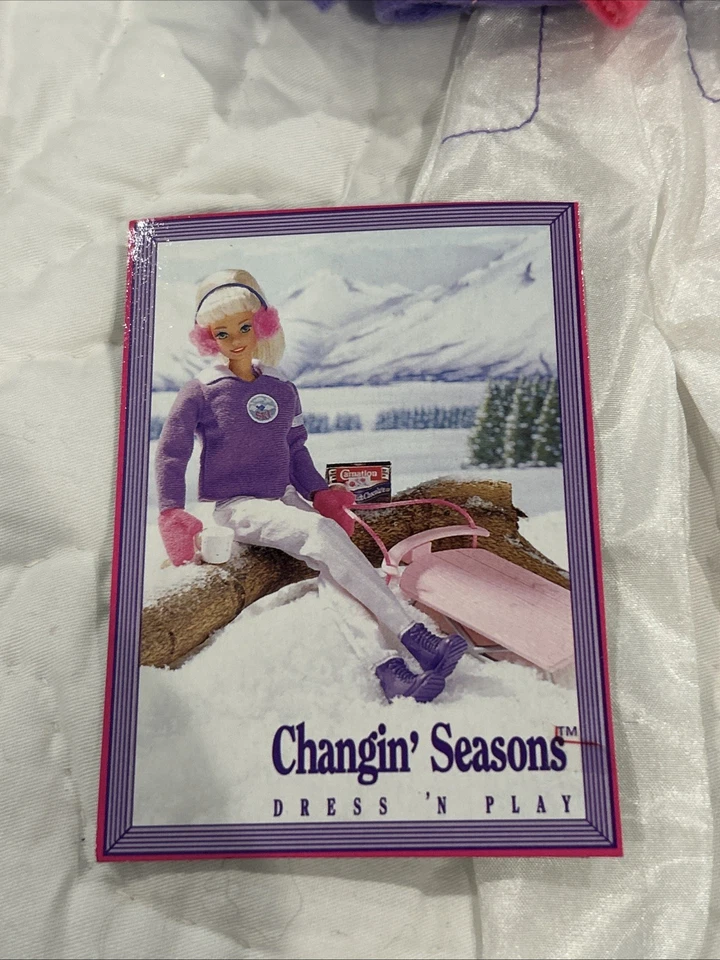 Carnation
Changin' Seasons™
DRESS 'N PLAY